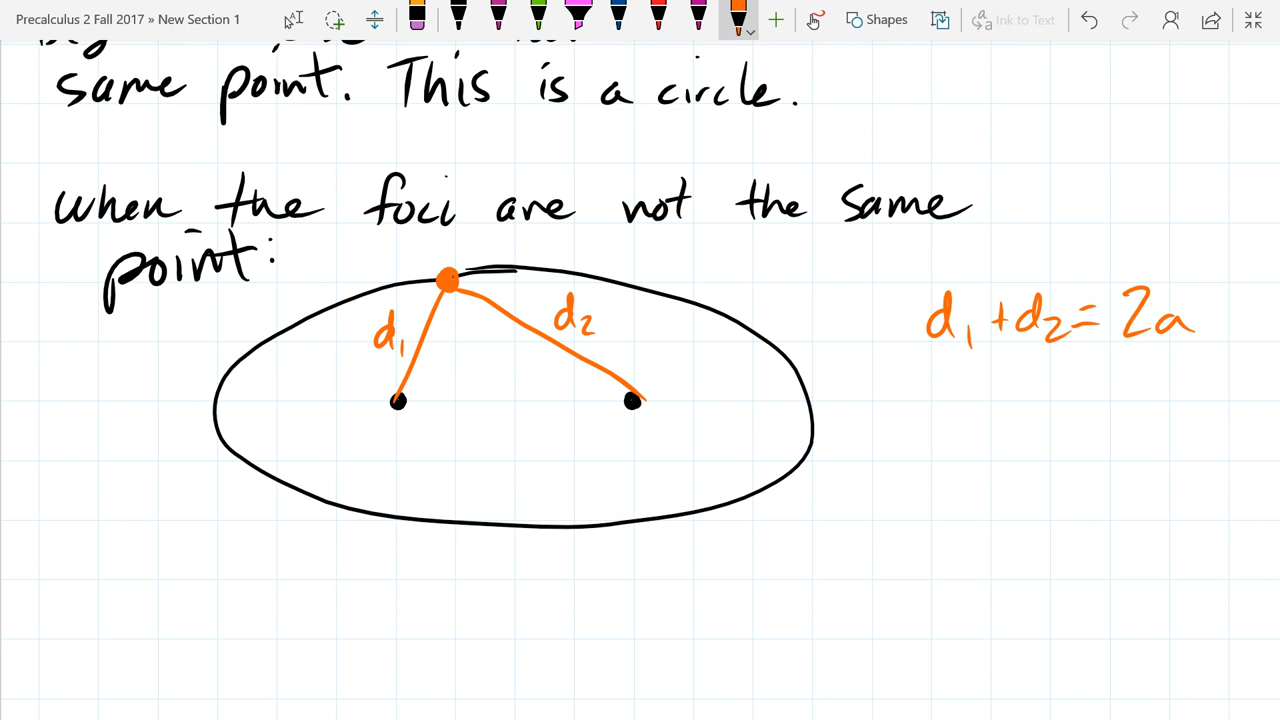 Precalculus 2 Fall 2017 » New Section 1
Shapes
Ink to Text
same point. This is a circle.
when the foci are not the same
point:
d₁
d₂
d₁ + d₂ = 2a